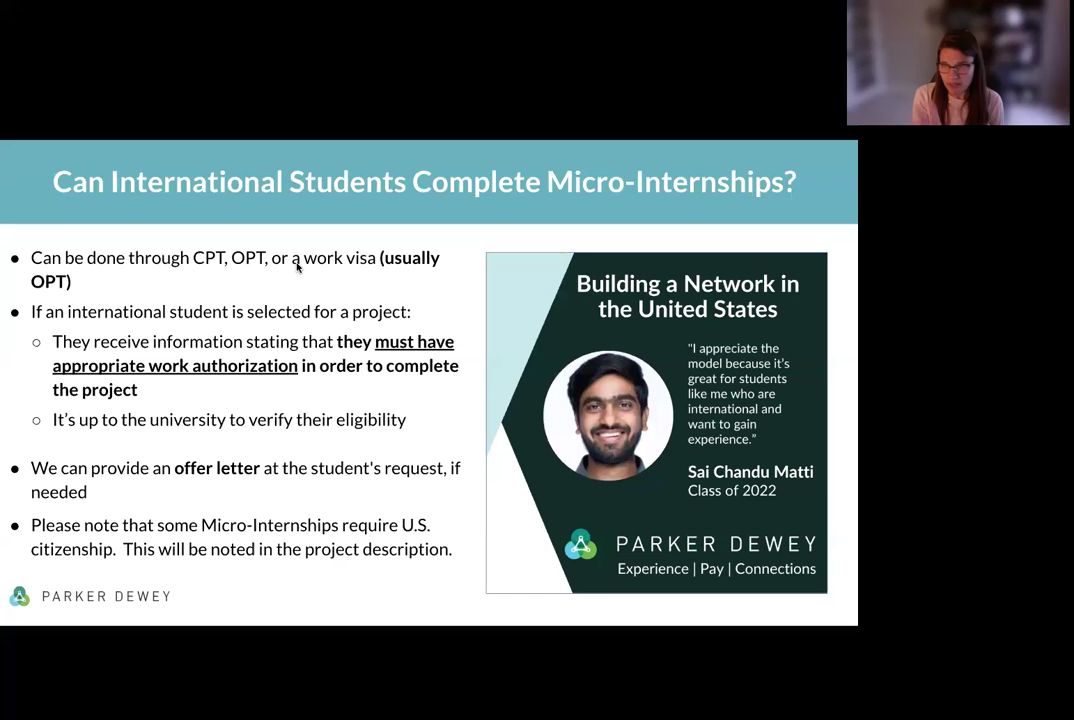 Can International Students Complete Micro-Internships?
● Can be done through CPT, OPT, or a work visa (usually
OPT)
● If an international student is selected for a project:
○ They receive information stating that they must have
appropriate work authorization in order to complete
the project
○ It's up to the university to verify their eligibility
● We can provide an offer letter at the student's request, if
needed
● Please note that some Micro-Internships require U.S.
citizenship. This will be noted in the project description.
PARKER DEWEY
Building a Network in
the United States
"I appreciate the
model because it's
great for students
like me who are
international and
want to gain
experience."
Sai Chandu Matti
Class of 2022
PARKER DEWEY
Experience | Pay | Connections